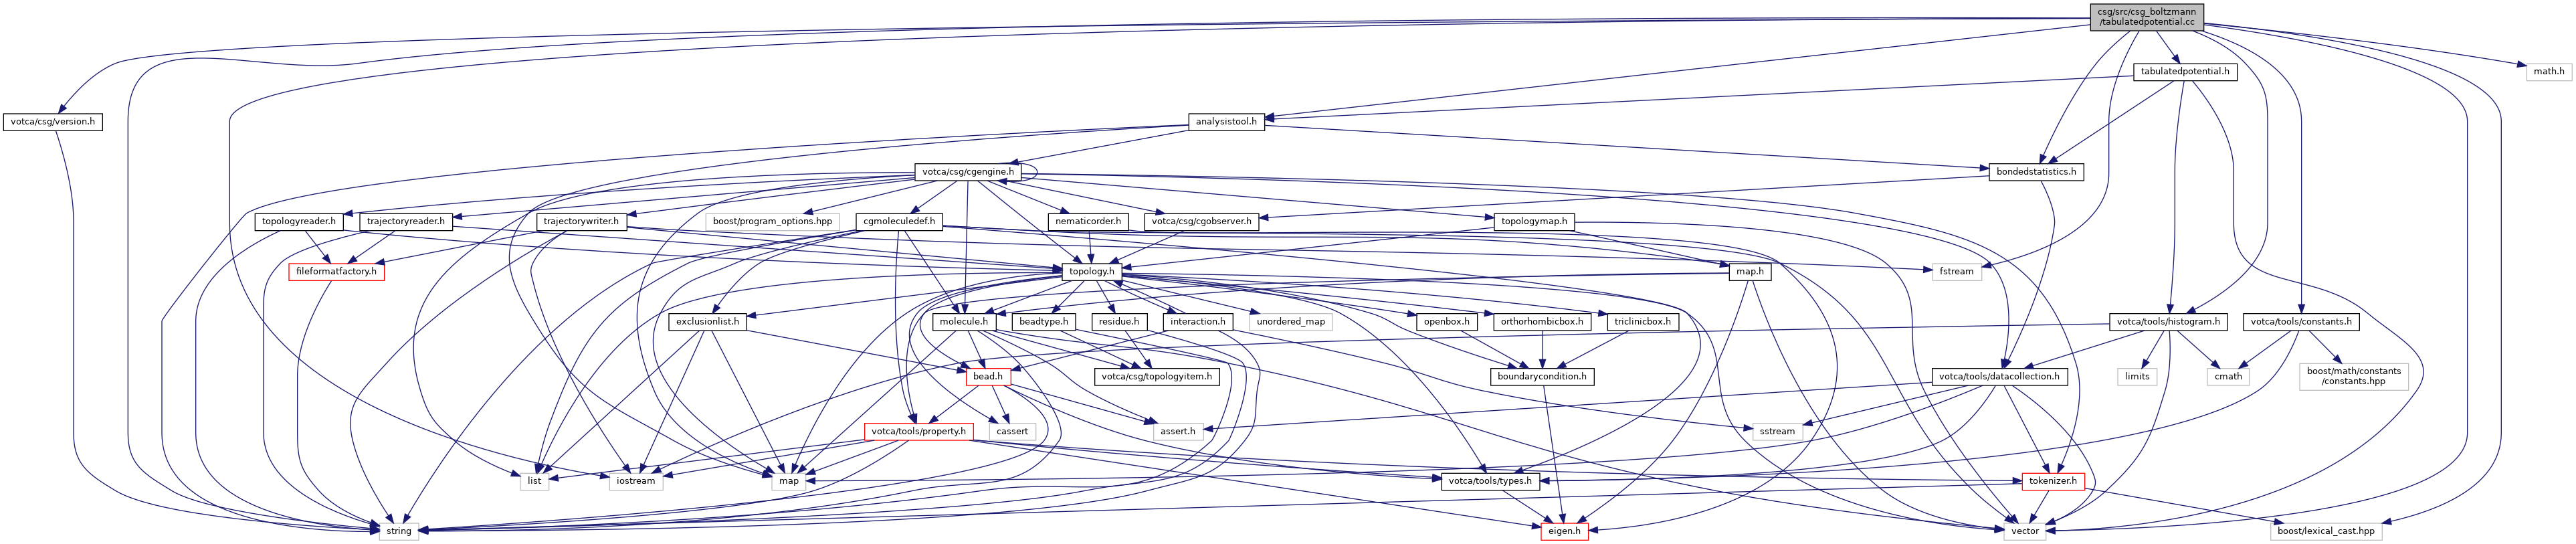 csg/src/csg_boltzmann
/tabulatedpotential.cc
tabulatedpotential.h
math.h
votca/csg/version.h
analysistool.h
votca/csg/cgengine.h
bondedstatistics.h
topologyreader.h
trajectoryreader.h
trajectorywriter.h
boost/program_options.hpp
cgmoleculedef.h
nematicorder.h
votca/csg/cgobserver.h
topologymap.h
fileformatfactory.h
topology.h
map.h
fstream
exclusionlist.h
molecule.h
beadtype.h
residue.h
interaction.h
unordered_map
openbox.h
orthorhombicbox.h
triclinicbox.h
votca/tools/histogram.h
votca/tools/constants.h
bead.h
votca/csg/topologyitem.h
boundarycondition.h
votca/tools/datacollection.h
limits
cmath
boost/math/constants
/constants.hpp
votca/tools/property.h
cassert
assert.h
sstream
list
iostream
map
votca/tools/types.h
tokenizer.h
string
eigen.h
vector
boost/lexical_cast.hpp